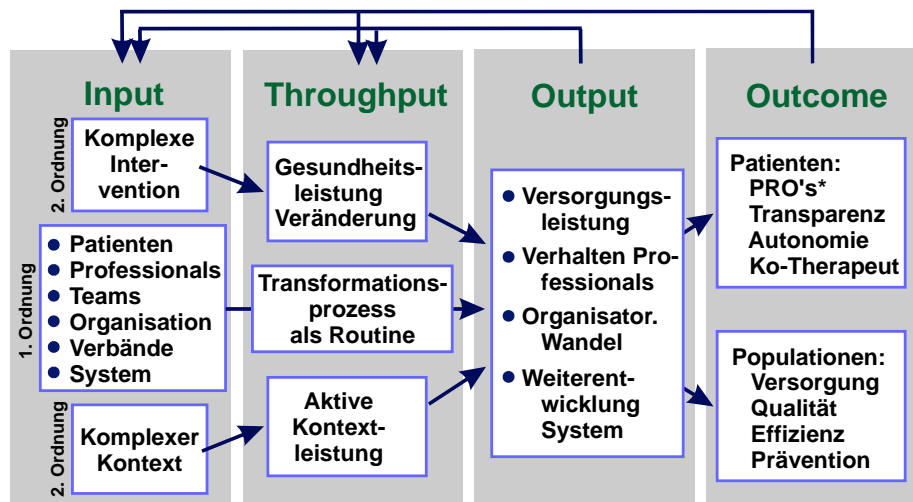 Input
2. Ordnung
Komplexe
Inter-
vention
1. Ordnung
Patienten
Professionals
Teams
Organisation
Verbände
System
2. Ordnung
Komplexer
Kontext
Throughput
Gesundheits-
leistung
Veränderung
Transformations-
prozess
als Routine
Aktive
Kontext-
leistung
Output
Versorgungs-
leistung
Verhalten Pro-
fessionals
Organisator.
Wandel
Weiterent-
wicklung
System
Outcome
Patienten:
PRO's*
Transparenz
Autonomie
Ko-Therapeut
Populationen:
Versorgung
Qualität
Effizienz
Prävention